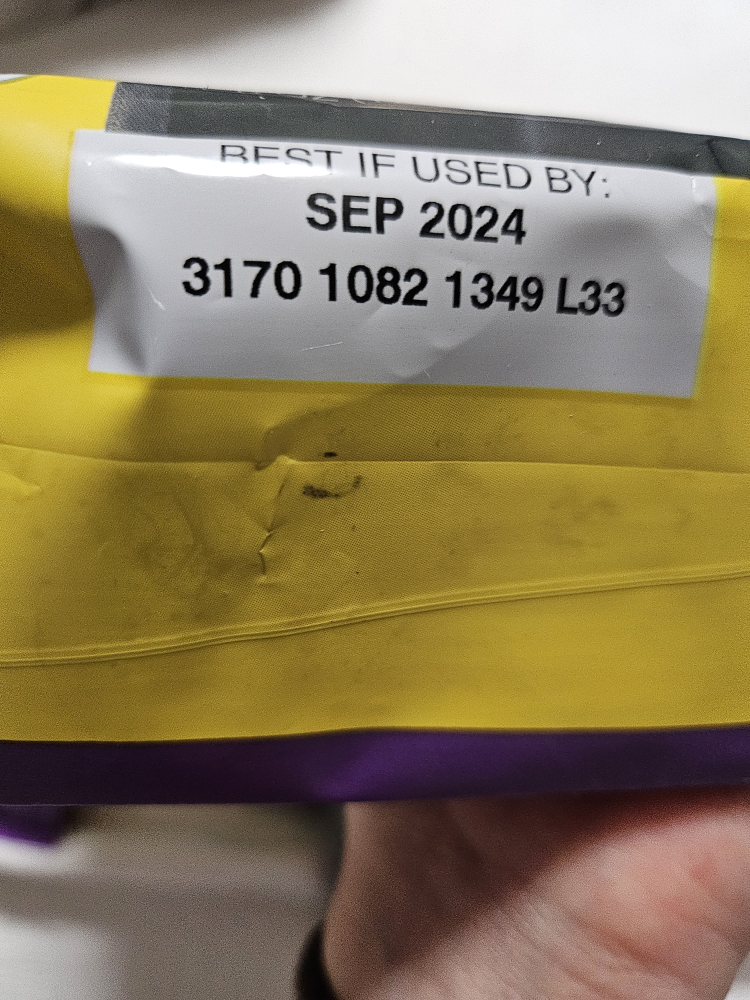 BEST IF USED BY:
SEP 2024
3170 1082 1349 L33